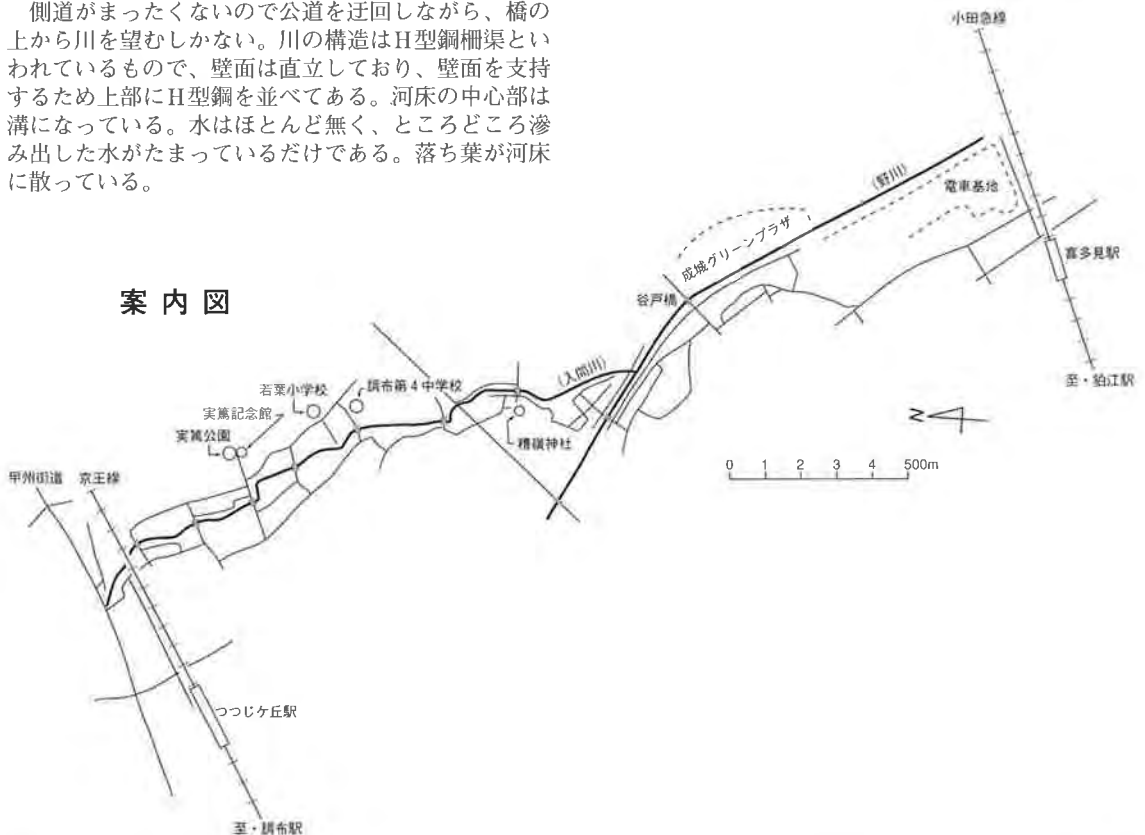 側道がまったくないので公道を迂回しながら、橋の
上から川を望むしかない。川の構造はH型鋼柵渠とい
われているもので、壁面は直立しており、壁面を支持
するため上部にH型鋼を並べてある。河床の中心部は
溝になっている。水はほとんど無く、ところどころ滲
み出した水がたまっているだけである。落ち葉が河床
に散っている。
案内図
小田急線
(野川)
電車基地
成城グリーンプラザ
喜多見駅
谷戸橋
至・狛江駅
(入間川)
若葉小学校
調布第4中学校
実篤記念館
実篤公園
糟嶺神社
N
0 1 2 3 4 500m
甲州街道
京王線
つつじケ丘駅
至・調布駅